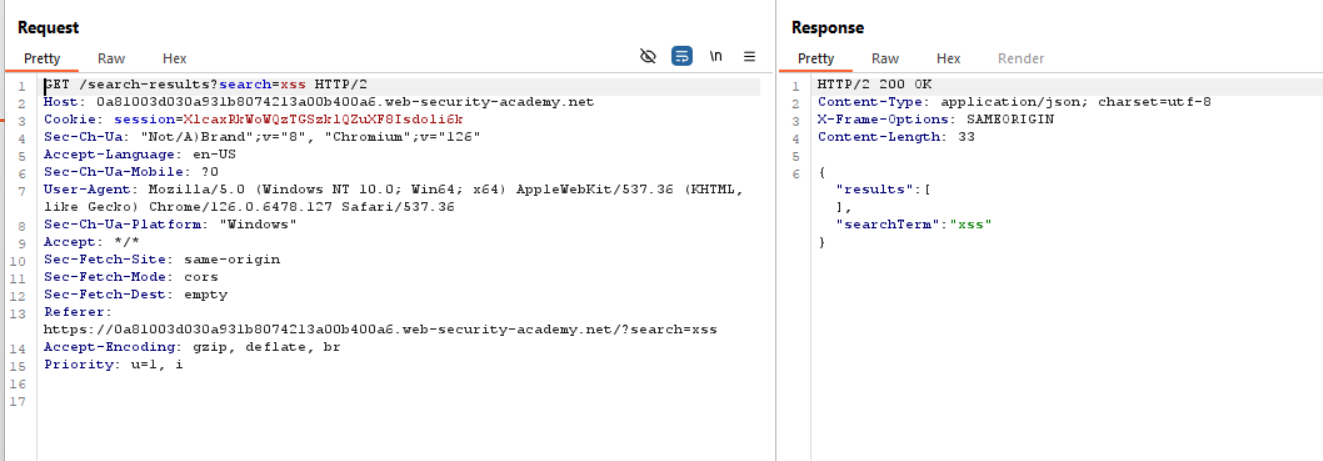 Request
Pretty Raw Hex
\n
1 GET /search-results?search=xss HTTP/2
2 Host: 0a81003d030a931b8074213a00b400a6.web-security-academy.net
3 Cookie: session=X1caxRkWoWQzTGSzklQZuXF8Isdoli6k
4 Sec-Ch-Ua: "Not/A)Brand";v="8", "Chromium";v="126"
5 Accept-Language: en-US
6 Sec-Ch-Ua-Mobile: ?0
7 User-Agent: Mozilla/5.0 (Windows NT 10.0; Win64; x64) AppleWebKit/537.36 (KHTML,
like Gecko) Chrome/126.0.6478.127 Safari/537.36
8 Sec-Ch-Ua-Platform: "Windows"
9 Accept: */*
10 Sec-Fetch-Site: same-origin
11 Sec-Fetch-Mode: cors
12 Sec-Fetch-Dest: empty
13 Referer:
https://0a81003d030a931b8074213a00b400a6.web-security-academy.net/?search=xss
14 Accept-Encoding: gzip, deflate, br
15 Priority: u=1, i
16
17
Response
Pretty Raw Hex Render
1 HTTP/2 200 OK
2 Content-Type: application/json; charset=utf-8
3 X-Frame-Options: SAMEORIGIN
4 Content-Length: 33
5
6 {
"results":[
],
"searchTerm":"xss"
}